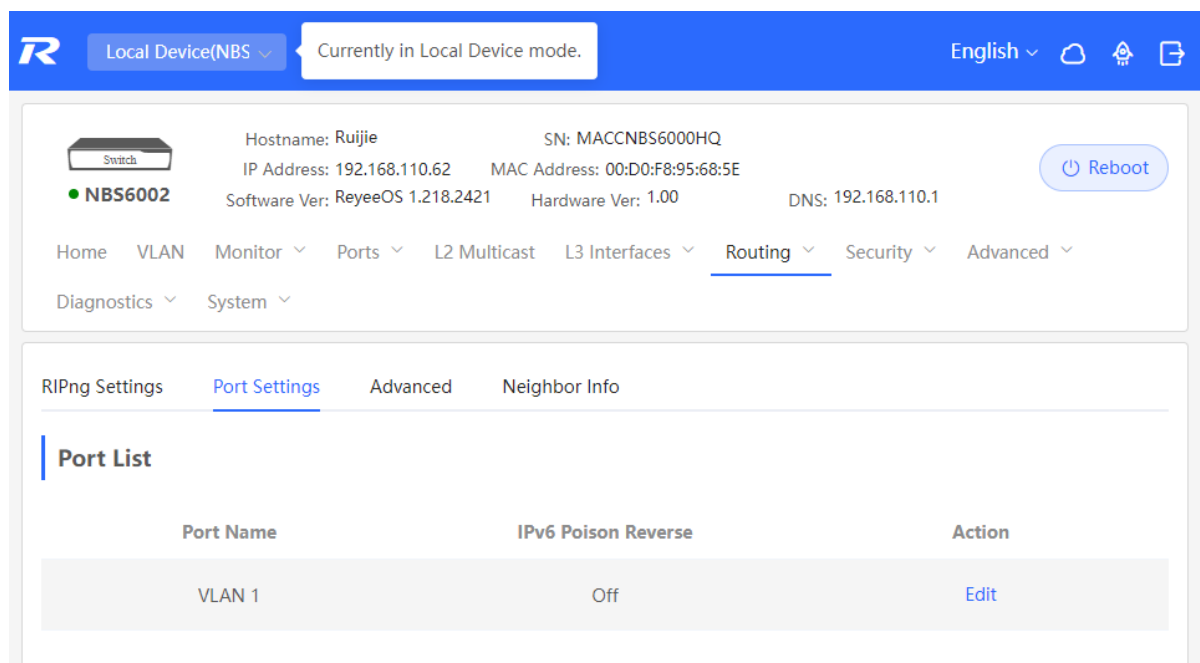 Local Device(NBS Currently in Local Device mode. English
Hostname: Ruijie SN: MACCNBS6000HQ
Switch
IP Address: 192.168.110.62 MAC Address: 00:D0:F8:95:68:5E Reboot
NBS6002 Software Ver: ReyeeOS 1.218.2421 Hardware Ver: 1.00 DNS: 192.168.110.1
Home VLAN Monitor Ports L2 Multicast L3 Interfaces Routing Security Advanced
Diagnostics System
RIPng Settings Port Settings Advanced Neighbor Info
Port List
Port Name IPv6 Poison Reverse Action
VLAN 1 Off Edit